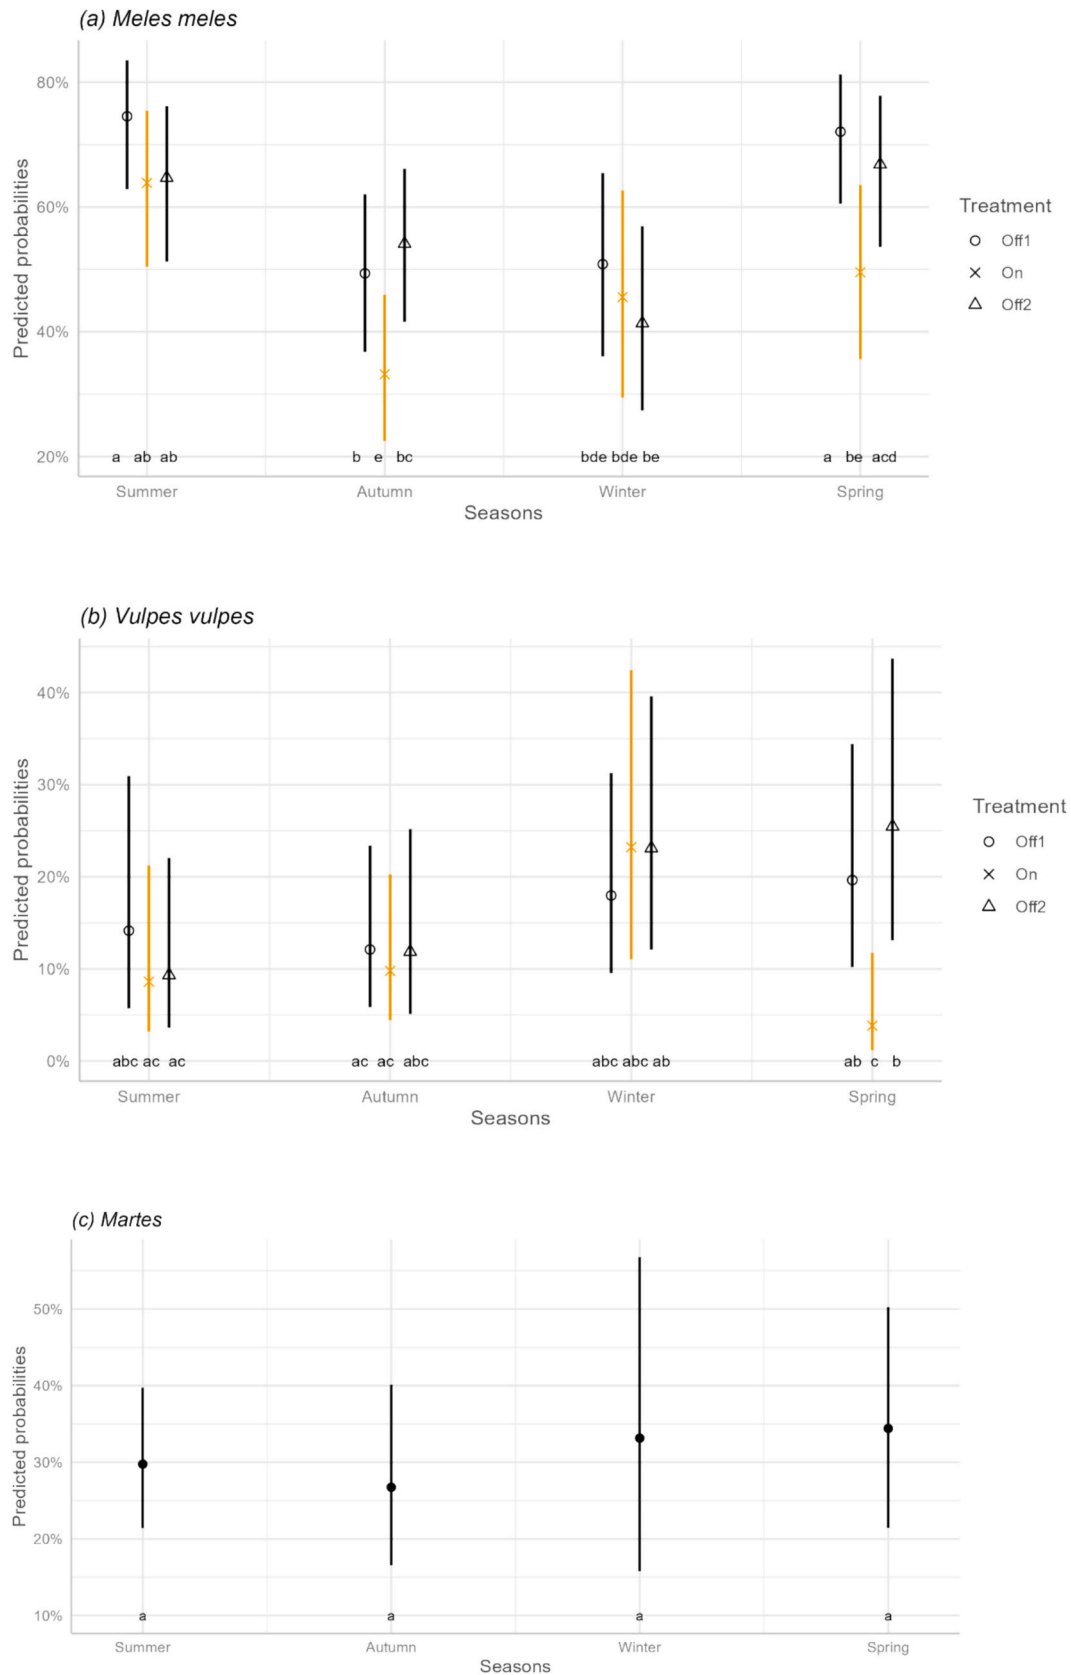 (a) Meles meles
Predicted probabilities
80%
60%
40%
20%
a ab ab b e bc bde bde be a be acd
Summer Autumn Winter Spring
Seasons
Treatment
Off1
On
Off2
(b) Vulpes vulpes
Predicted probabilities
40%
30%
20%
10%
0%
abc ac ac ac ac abc abc abc ab ab c b
Summer Autumn Winter Spring
Seasons
Treatment
Off1
On
Off2
(c) Martes
Predicted probabilities
50%
40%
30%
20%
10%
a a a a
Summer Autumn Winter Spring
Seasons